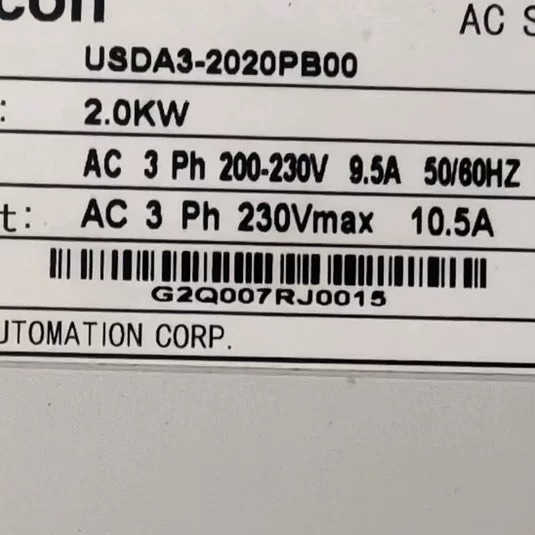 con
AC S
USDA3-2020PB00
: 2.0KW
AC 3 Ph 200-230V 9.5A 50/60HZ
t: AC 3 Ph 230Vmax 10.5A
G2Q007RJ0015
UTOMATION CORP.